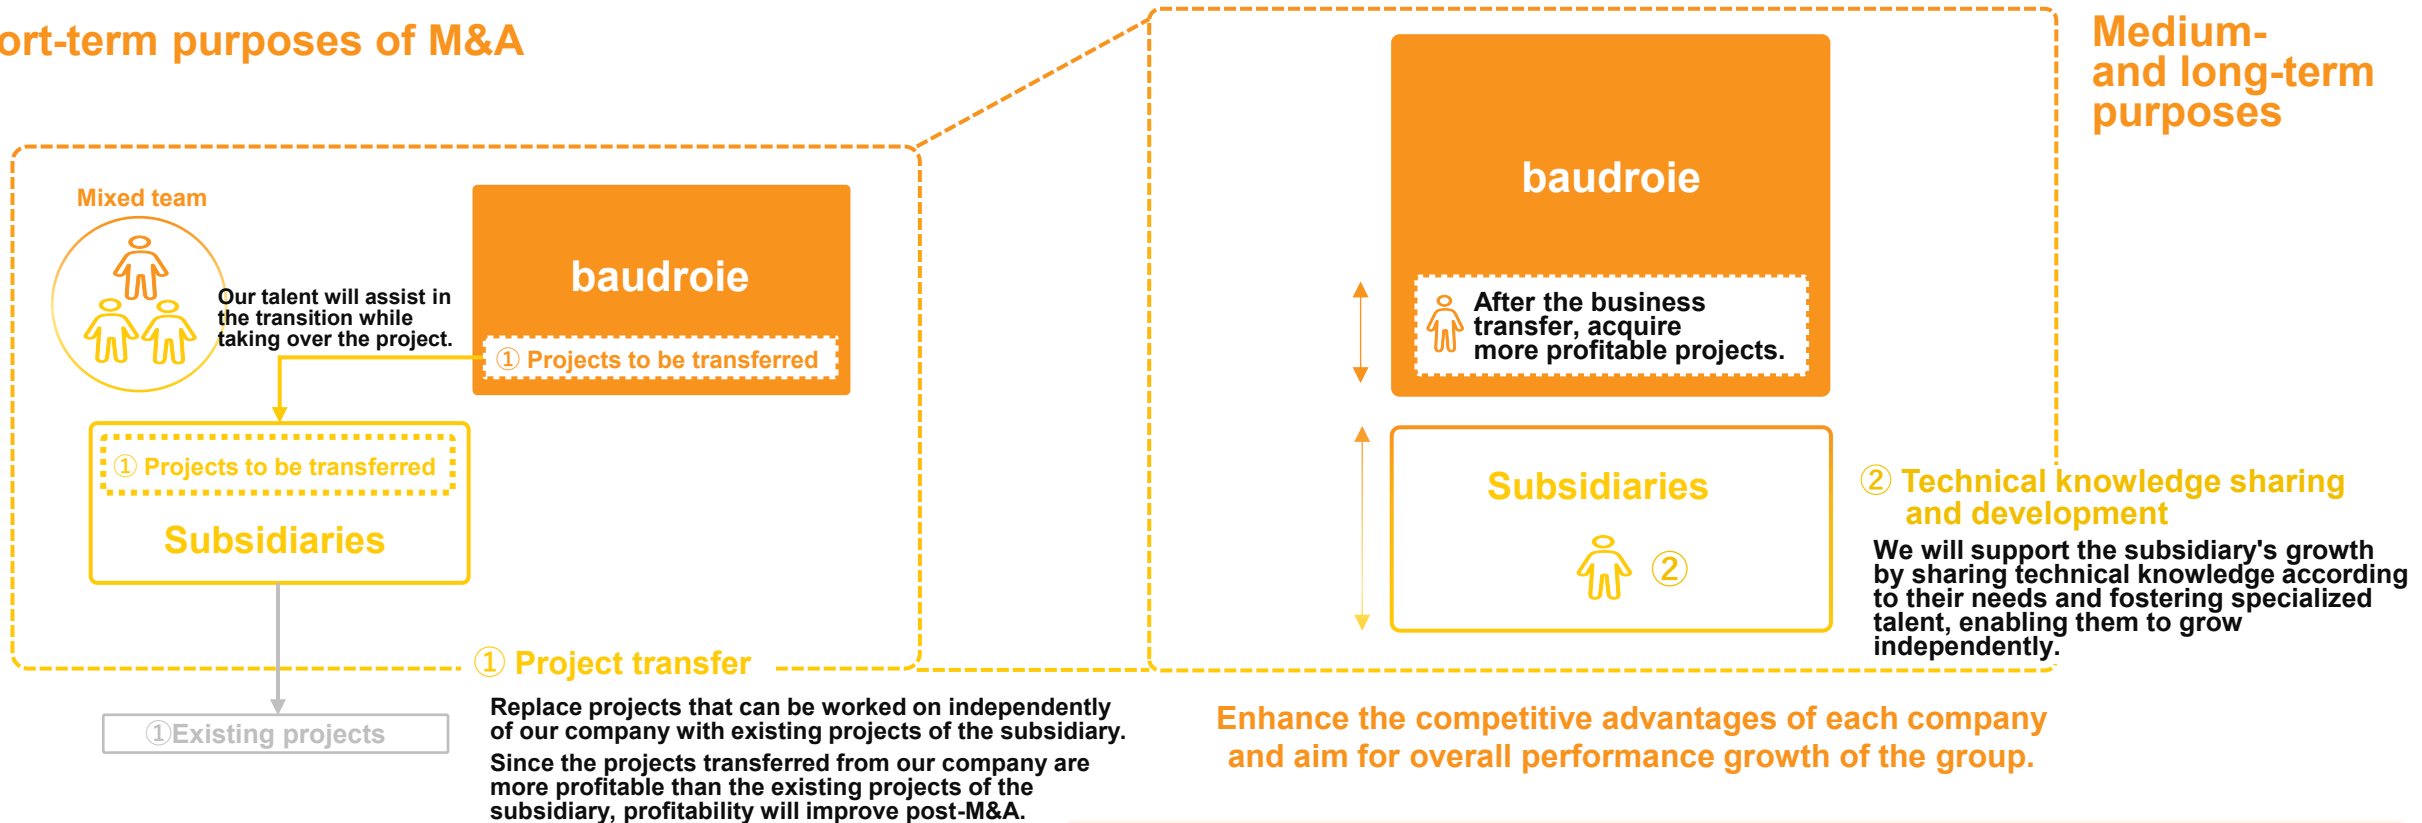 ort-term purposes of M&A
Mixed team
Our talent will assist in
the transition while
taking over the project.
baudroie
① Projects to be transferred
① Projects to be transferred
Subsidiaries
①Existing projects
① Project transfer
Replace projects that can be worked on independently
of our company with existing projects of the subsidiary.
Since the projects transferred from our company are
more profitable than the existing projects of the
subsidiary, profitability will improve post-M&A.
Medium-
and long-term
purposes
baudroie
After the business
transfer, acquire
more profitable projects.
Subsidiaries
②
② Technical knowledge sharing
and development
We will support the subsidiary's growth
by sharing technical knowledge according
to their needs and fostering specialized
talent, enabling them to grow
independently.
Enhance the competitive advantages of each company
and aim for overall performance growth of the group.